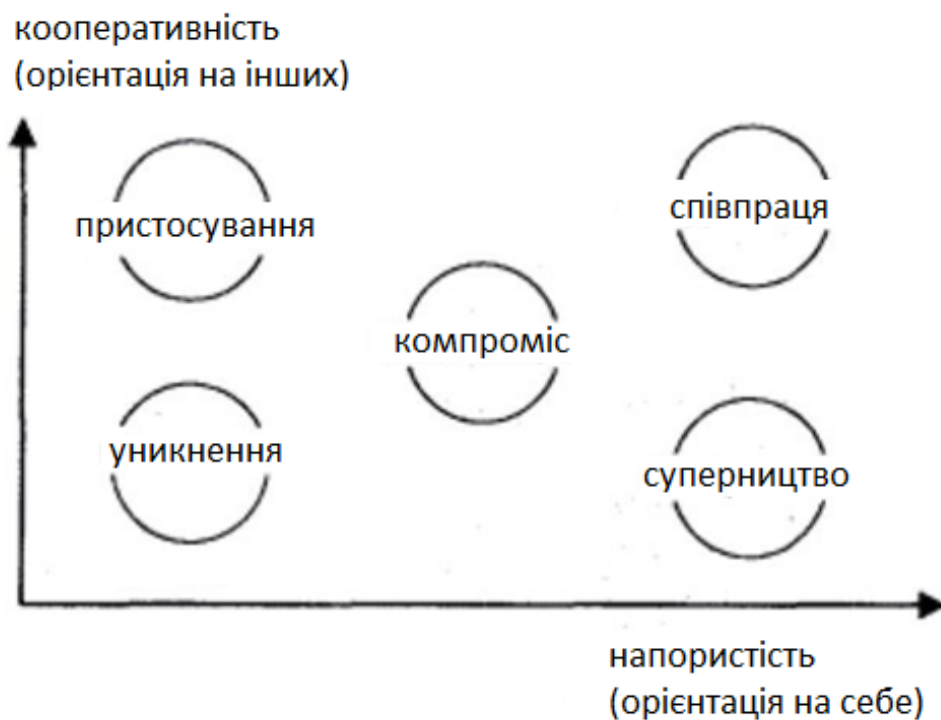 кооперативність
(орієнтація на інших)
пристосування
співпраця
компроміс
уникнення
суперництво
напористість
(орієнтація на себе)